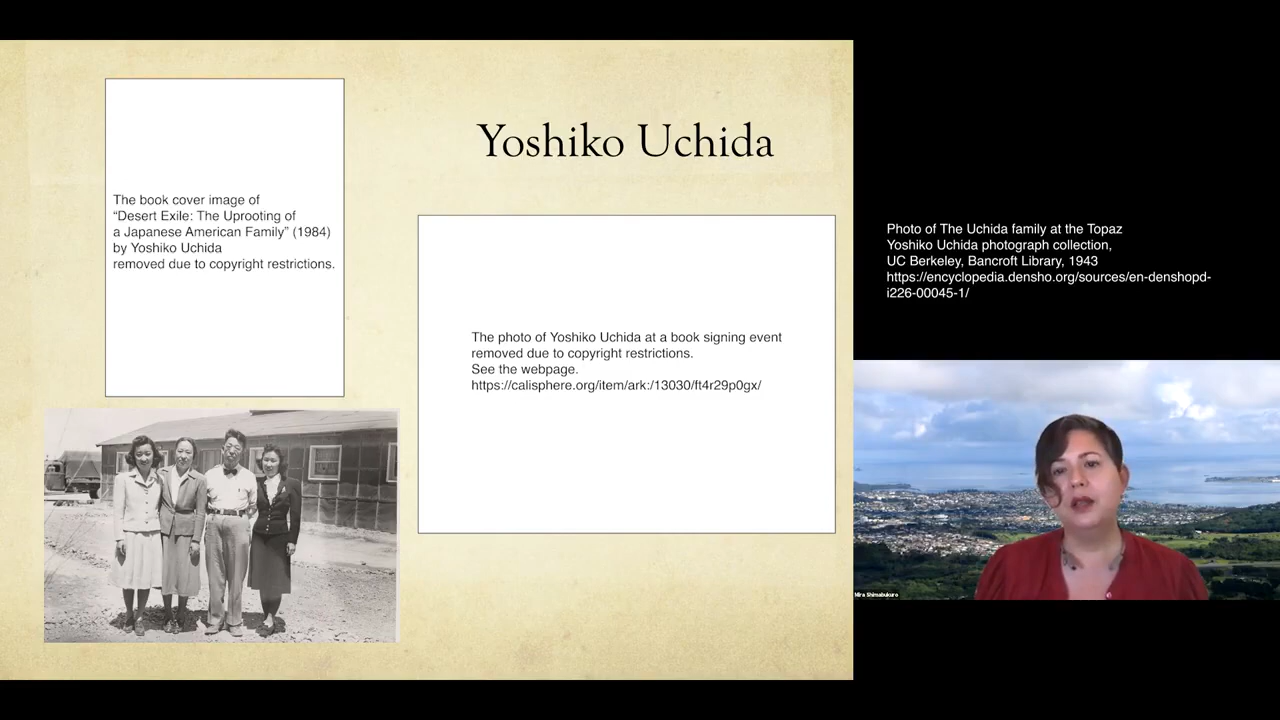 Yoshiko Uchida
The book cover image of
“Desert Exile: The Uprooting of
a Japanese American Family” (1984)
by Yoshiko Uchida
removed due to copyright restrictions.
The photo of Yoshiko Uchida at a book signing event
removed due to copyright restrictions.
See the webpage.
https://calisphere.org/item/ark:/13030/ft4r29p0gx/
Photo of The Uchida family at the Topaz
Yoshiko Uchida photograph collection,
UC Berkeley, Bancroft Library, 1943
https://encyclopedia.densho.org/sources/en-denshopd-
i226-00045-1/
Mira Shimabukuro